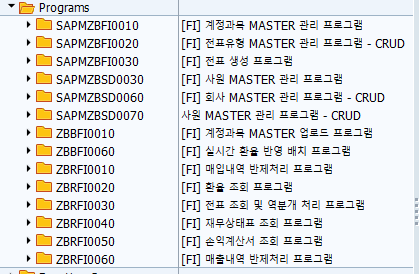 Programs
SAPMZBFI0010 [FI] 계정과목 MASTER 관리 프로그램
SAPMZBFI0020 [FI] 전표유형 MASTER 관리 프로그램 - CRUD
SAPMZBFI0030 [FI] 전표 생성 프로그램
SAPMZBSD0030 [FI] 사원 MASTER 관리 프로그램
SAPMZBSD0060 [FI] 회사 MASTER 관리 프로그램 - CRUD
SAPMZBSD0070 사원 MASTER 관리 프로그램 - CRUD
ZBBFI0010 [FI] 계정과목 MASTER 업로드 프로그램
ZBBFI0060 [FI] 실시간 환율 반영 배치 프로그램
ZBRFI0010 [FI] 매입내역 반제처리 프로그램
ZBRFI0020 [FI] 환율 조회 프로그램
ZBRFI0030 [FI] 전표 조회 및 역분개 처리 프로그램
ZBRFI0040 [FI] 재무상태표 조회 프로그램
ZBRFI0050 [FI] 손익계산서 조회 프로그램
ZBRFI0060 [FI] 매출내역 반제처리 프로그램